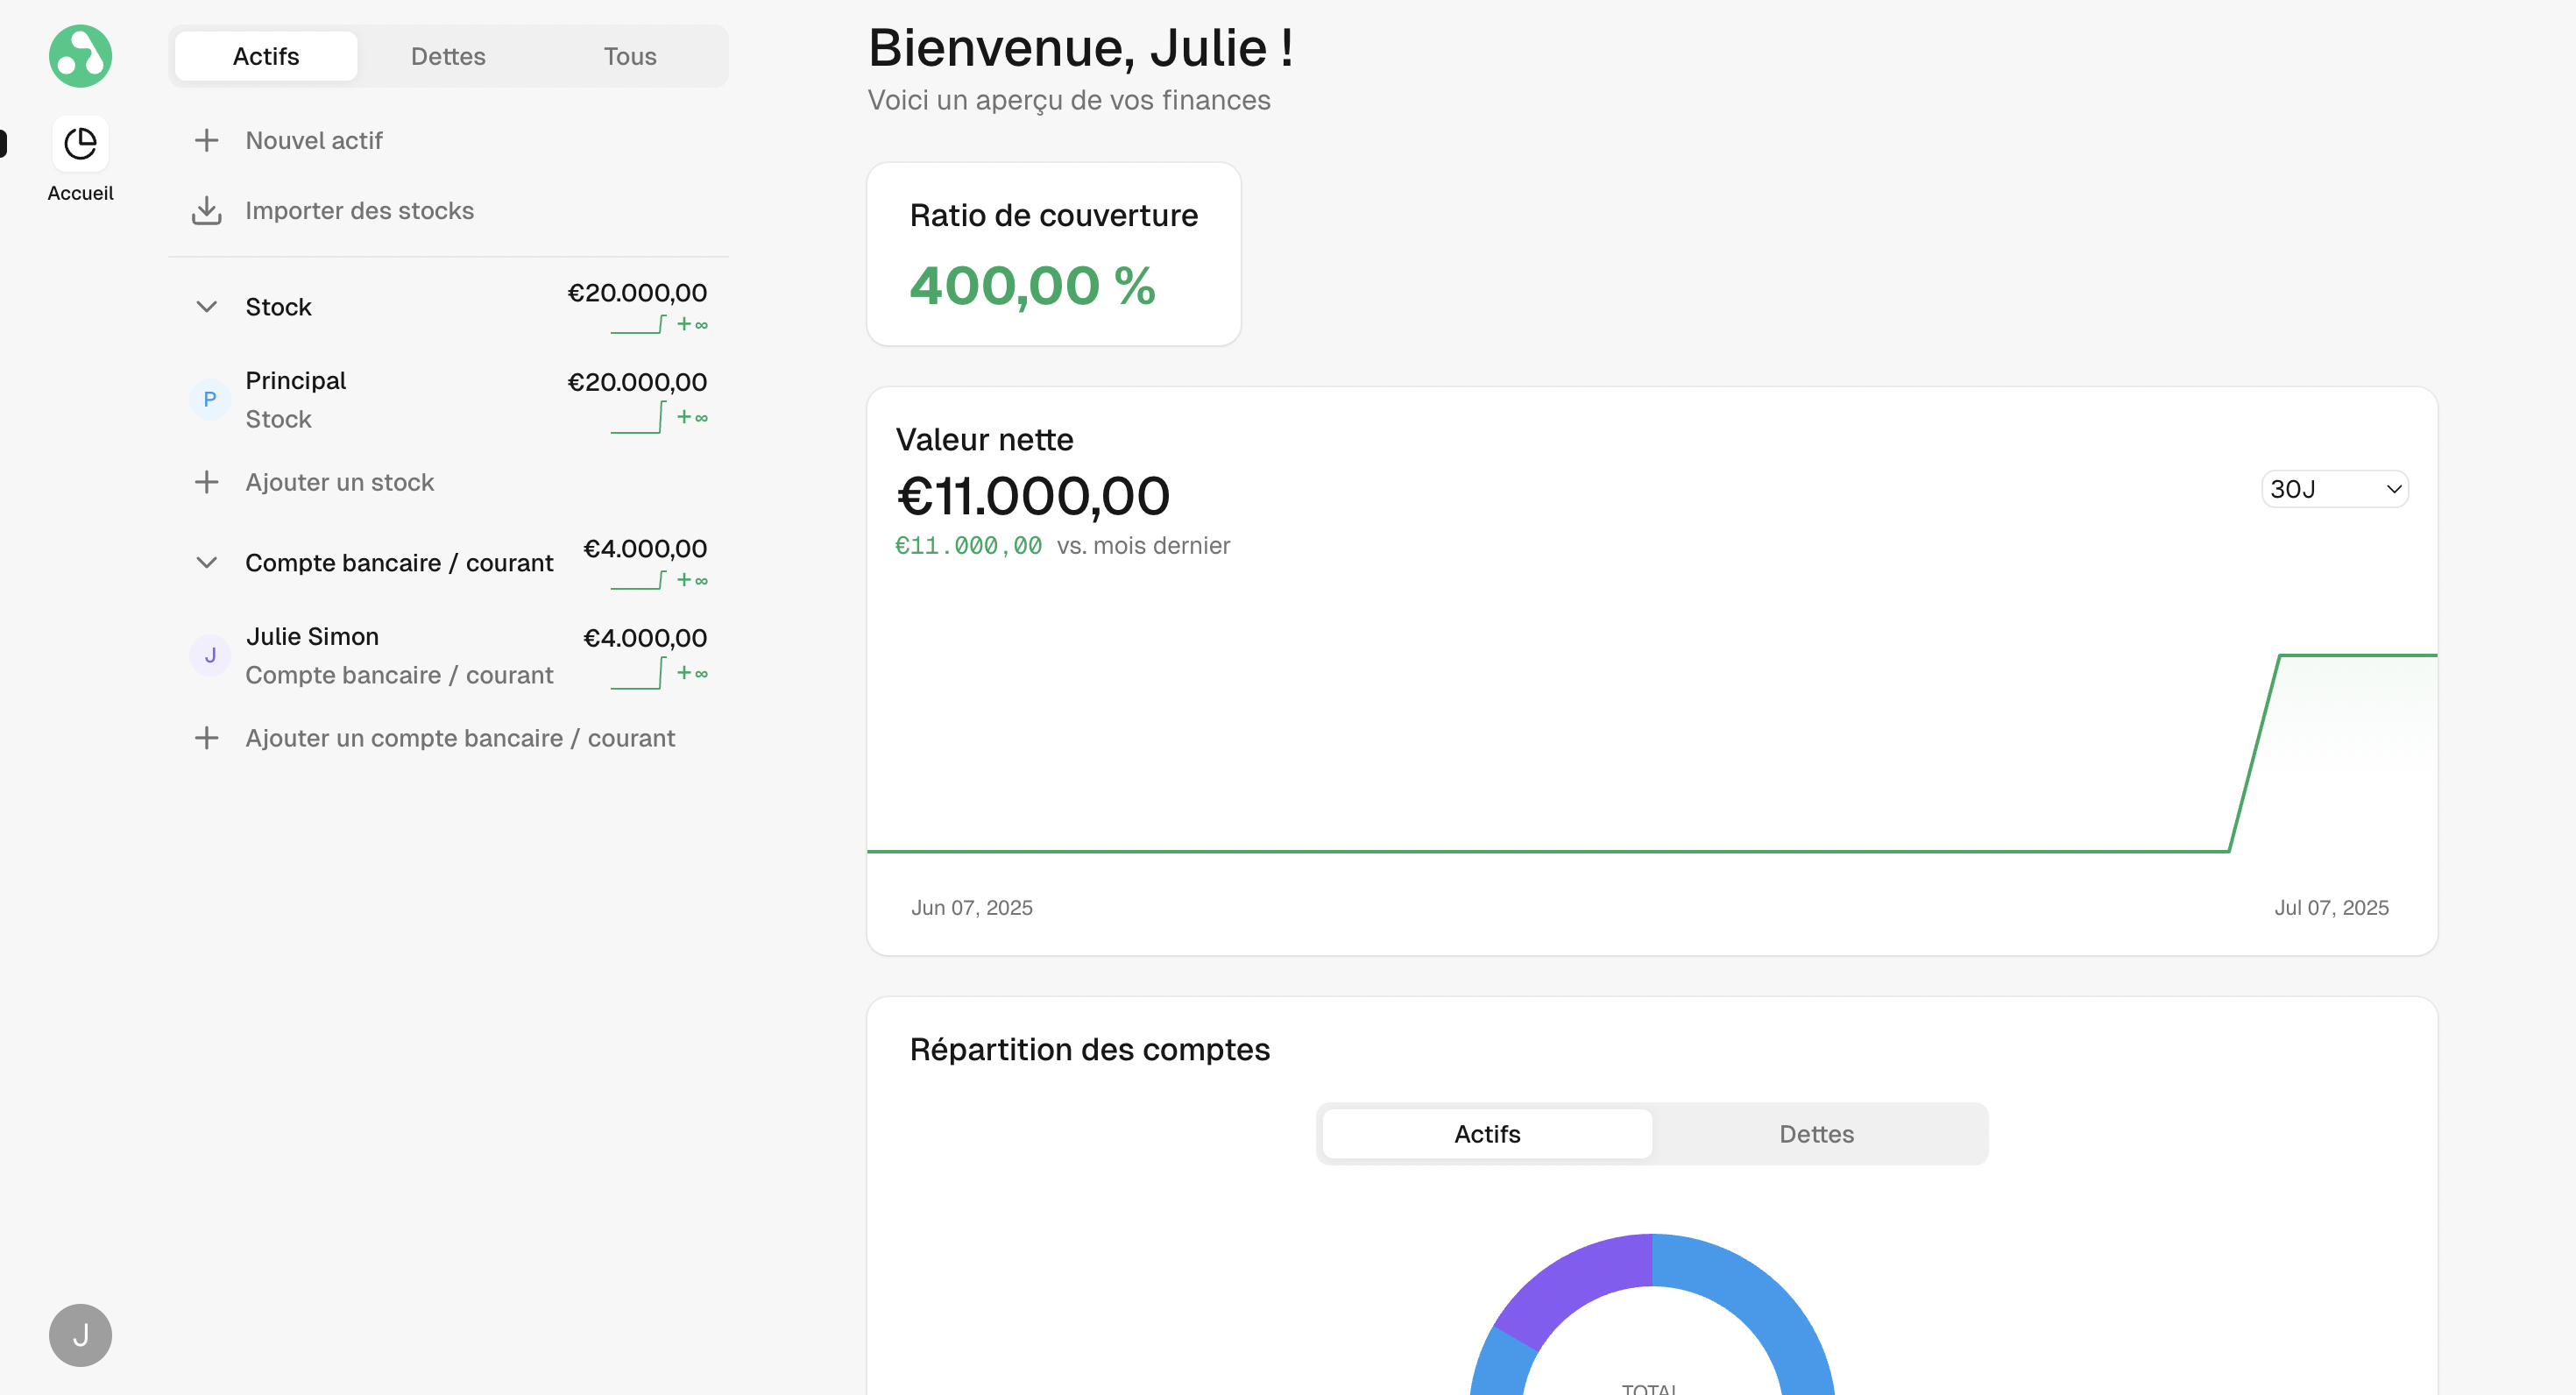 Accueil
Actifs
Dettes
Tous
Nouvel actif
Importer des stocks
Stock
€20.000,00
+∞
P
Principal
Stock
€20.000,00
+∞
Ajouter un stock
Compte bancaire / courant
€4.000,00
+∞
J
Julie Simon
Compte bancaire / courant
€4.000,00
+∞
Ajouter un compte bancaire / courant
J
Bienvenue, Julie !
Voici un aperçu de vos finances
Ratio de couverture
400,00 %
Valeur nette
€11.000,00
€11.000,00 vs. mois dernier
30J
Jun 07, 2025
Jul 07, 2025
Répartition des comptes
Actifs
Dettes
TOTAL